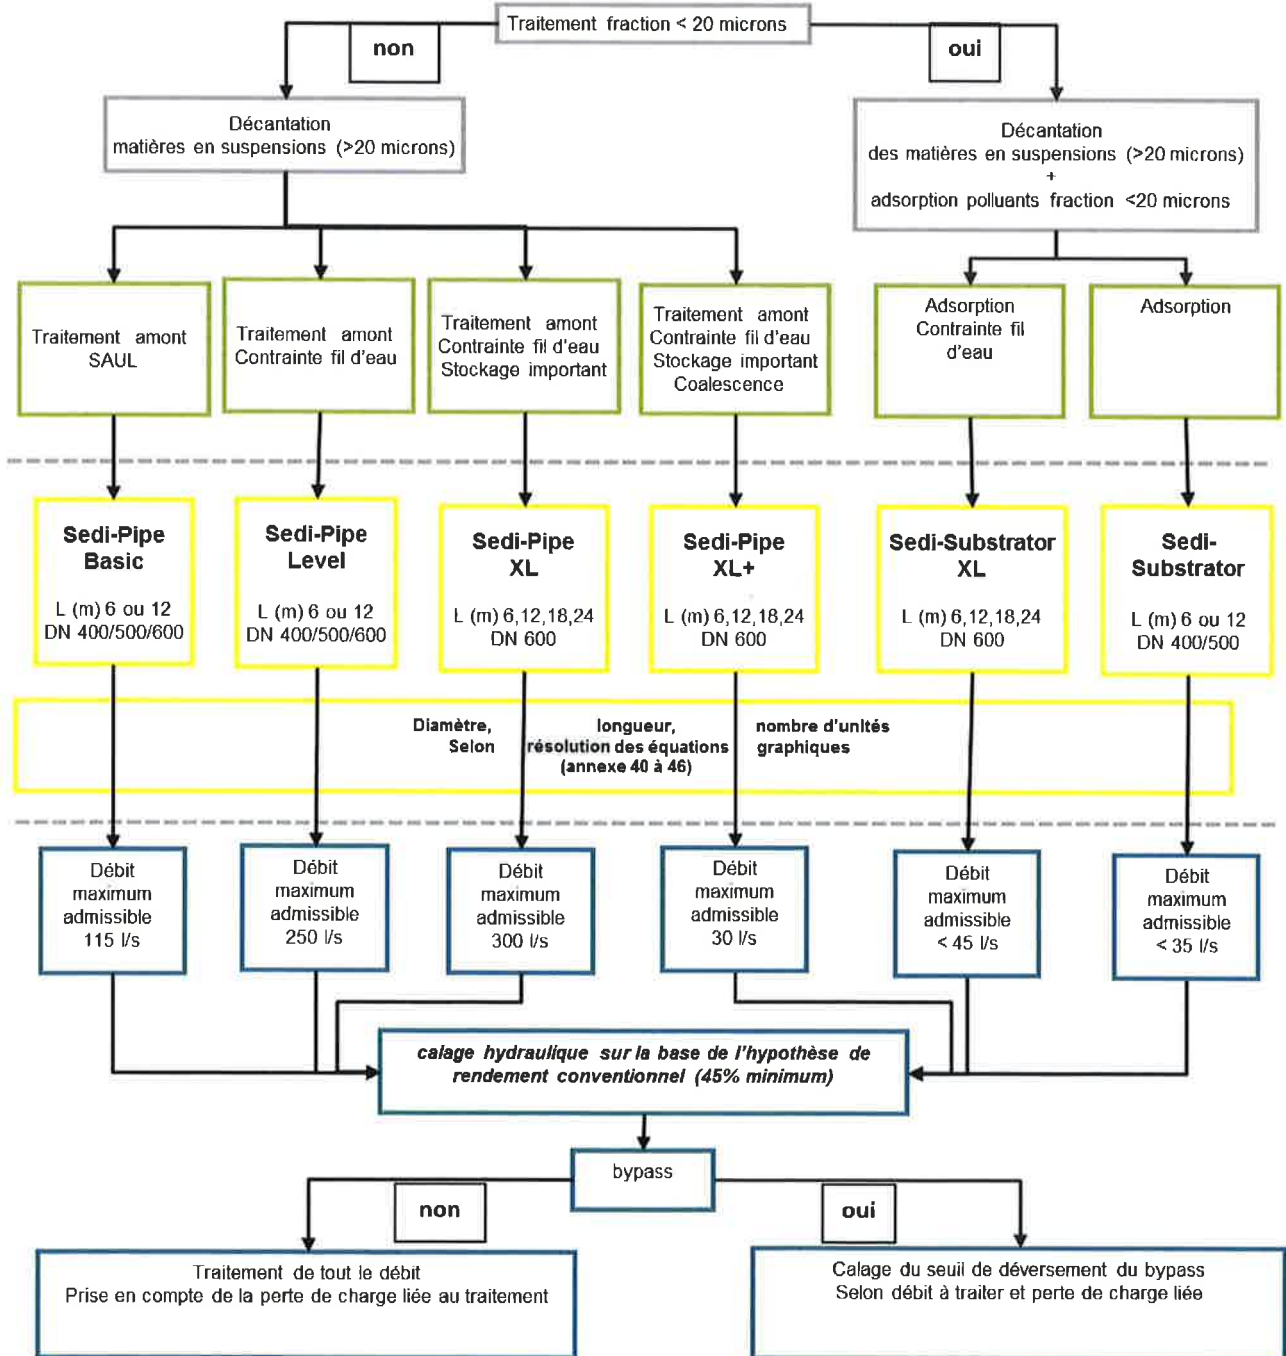 Traitement fraction < 20 microns
non
oui
Décantation
matières en suspensions (>20 microns)
Décantation
des matières en suspensions (>20 microns)
+
adsorption polluants fraction <20 microns
Traitement amont
SAUL
Traitement amont
Contrainte fil d'eau
Traitement amont
Contrainte fil d'eau
Stockage important
Traitement amont
Contrainte fil d'eau
Stockage important
Coalescence
Adsorption
Contrainte fil
d'eau
Adsorption
Sedi-Pipe
Basic
L (m) 6 ou 12
DN 400/500/600
Sedi-Pipe
Level
L (m) 6 ou 12
DN 400/500/600
Sedi-Pipe
XL
L (m) 6,12,18,24
DN 600
Sedi-Pipe
XL+
L (m) 6,12,18,24
DN 600
Sedi-Substrator
XL
L (m) 6,12,18,24
DN 600
Sedi-
Substrator
L (m) 6 ou 12
DN 400/500
Diamètre, longueur, nombre d'unités
Selon résolution des équations graphiques
(annexe 40 à 46)
Débit
maximum
admissible
115 l/s
Débit
maximum
admissible
250 l/s
Débit
maximum
admissible
300 l/s
Débit
maximum
admissible
30 l/s
Débit
maximum
admissible
< 45 l/s
Débit
maximum
admissible
< 35 l/s
calage hydraulique sur la base de l'hypothèse de
rendement conventionnel (45% minimum)
bypass
non
oui
Traitement de tout le débit
Prise en compte de la perte de charge liée au traitement
Calage du seuil de déversement du bypass
Selon débit à traiter et perte de charge liée